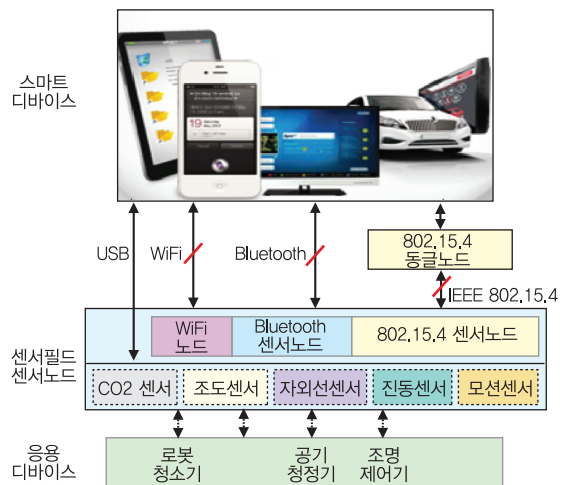 스마트
디바이스
19
USB
WiFi
Bluetooth
802.15.4
동글노드
IEEE 802.15.4
센서필드
센서노드
WiFi
노드
Bluetooth
센서노드
802.15.4 센서노드
CO2 센서
조도센서
자외선센서
진동센서
모션센서
응용
디바이스
로봇
청소기
공기
청정기
조명
제어기